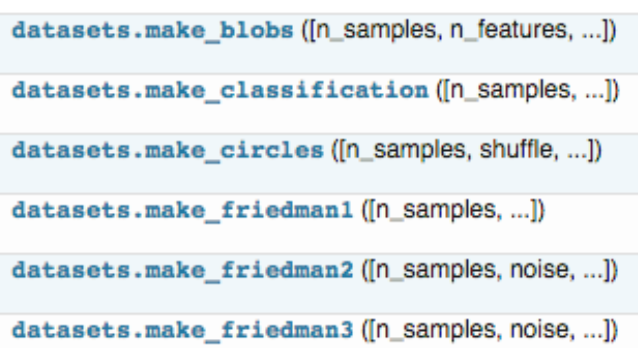 datasets.make_blobs ([n_samples, n_features, ...])
datasets.make_classification ([n_samples, ...])
datasets.make_circles ([n_samples, shuffle, ...])
datasets.make_friedman1 ([n_samples, ...])
datasets.make_friedman2 ([n_samples, noise, ...])
datasets.make_friedman3 ([n_samples, noise, ...])